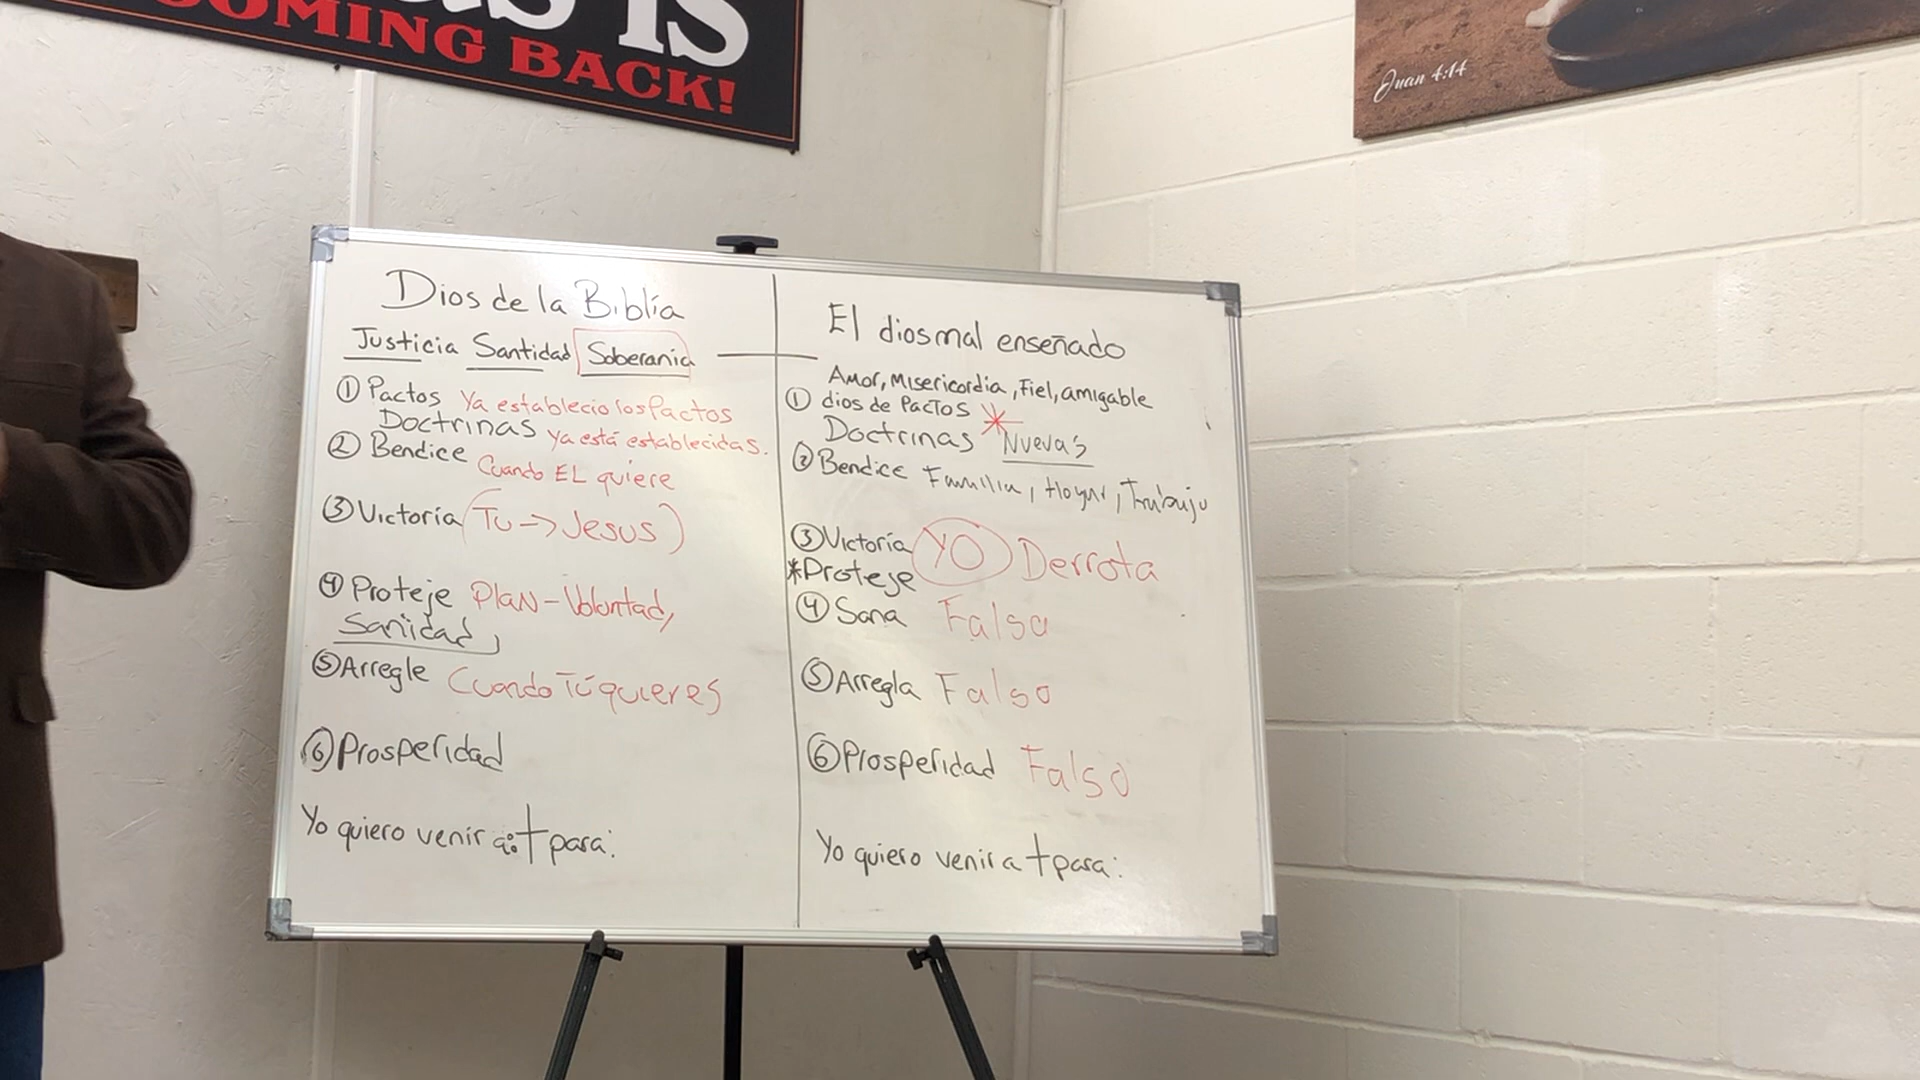 IS
COMING BACK!
Juan 4:14
Dios de la Biblia
Justicia Santidad Soberania
① Pactos Ya establecio los Pactos
Doctrinas ya está establecidas.
② Bendice Cuando EL quiere
③ Victoria (Tu -> Jesus)
④ Proteje Plan - Voluntad,
Sanidad,
⑤ Arregle Cuando Tú quieres
⑥ Prosperidad
Yo quiero venir a: † para:
El dios mal enseñado
Amor, Misericordia, Fiel, amigable
① dios de Pactos *
Doctrinas Nuevas
② Bendice Familia, Hogar, Trabajo
③ Victoria YO Derrota
*Proteje
④ Sana Falsa
⑤ Arregla Falso
⑥ Prosperidad Falso
Yo quiero venir a † para: